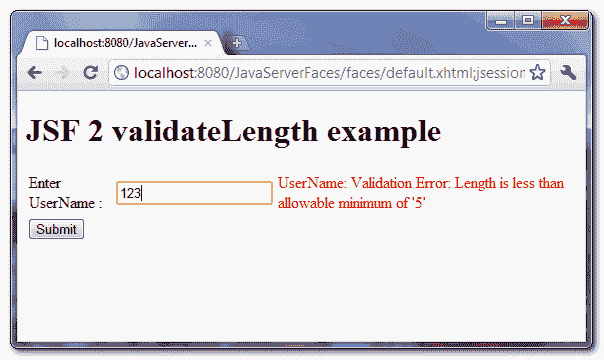 localhost:8080/JavaServer...
localhost:8080/JavaServerFaces/faces/default.xhtml;jsession
JSF 2 validateLength example
Enter
UserName :
123
UserName: Validation Error: Length is less than
allowable minimum of '5'
Submit